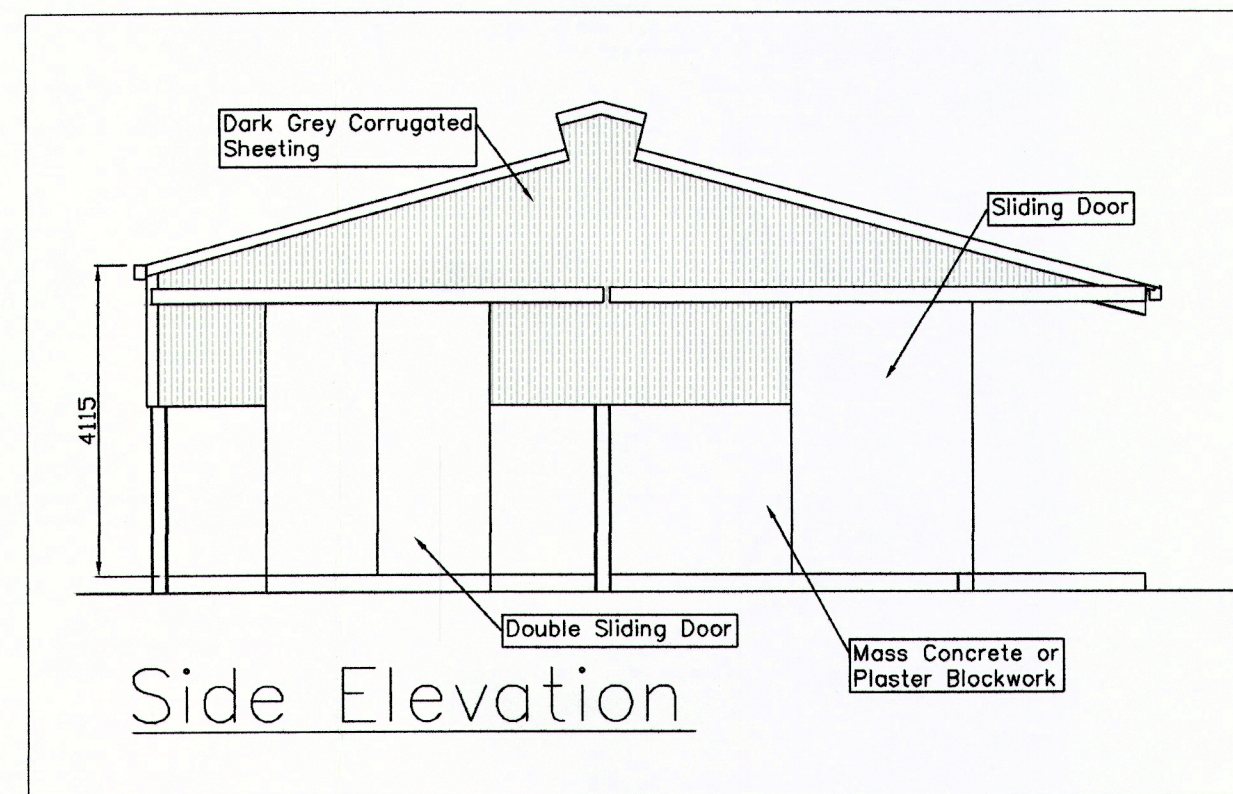 Dark Grey Corrugated
Sheeting
Sliding Door
4115
Double Sliding Door
Mass Concrete or
Plaster Blockwork
Side Elevation